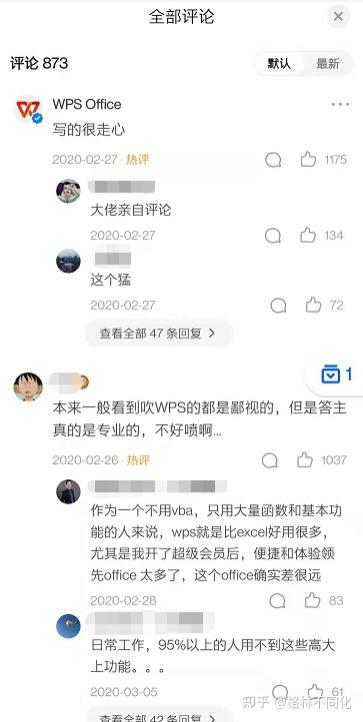 全部评论
评论 873
默认
最新
WPS Office
写的很走心
2020-02-27 · 热评
1175
大佬亲自评论
2020-02-27
134
这个猛
2020-02-27
72
查看全部 47 条回复 >
1
本来一般看到吹WPS的都是鄙视的，但是答主
真的是专业的，不好喷啊...
2020-02-26 · 热评
1037
作为一个不用vba，只用大量函数和基本功
能的人来说，wps就是比excel好用很多，
尤其是我开了超级会员后，便捷和体验领
先office 太多了，这个office确实差很远
2020-02-28
83
日常工作，95%以上的人用不到这些高大
上功能。。。
2020-03-05
61
知乎 @格林不同化
查看全部 42 条回复 >